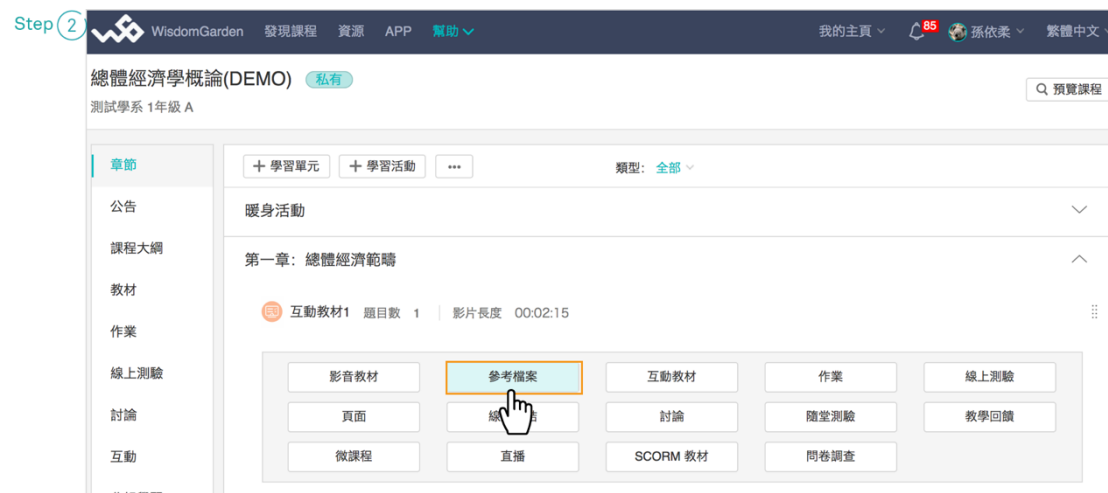 Step 2
WisdomGarden 發現課程 資源 APP 幫助 我的主頁 85 孫依柔 繁體中文
總體經濟學概論(DEMO) 私有
預覽課程
測試學系 1年級 A
章節
+ 學習單元 + 學習活動 ••• 類型: 全部
公告
暖身活動
課程大綱
第一章: 總體經濟範疇
教材
互動教材1 題目數 1 影片長度 00:02:15
作業
線上測驗
影音教材 參考檔案 互動教材 作業 線上測驗
討論
頁面 討論 隨堂測驗 教學回饋
互動
微課程 直播 SCORM 教材 問卷調查